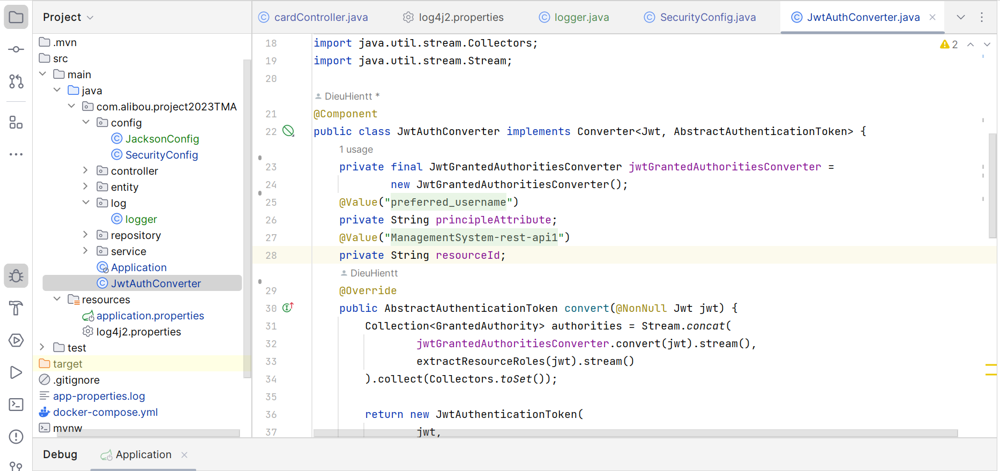 Project
cardController.java
log4j2.properties
logger.java
SecurityConfig.java
JwtAuthConverter.java
.mvn
src
main
java
com.alibou.project2023TMA
config
JacksonConfig
SecurityConfig
controller
entity
log
logger
repository
service
Application
JwtAuthConverter
resources
application.properties
log4j2.properties
test
target
.gitignore
app-properties.log
docker-compose.yml
mvnw
2
18 import java.util.stream.Collectors;
19 import java.util.stream.Stream;
20
DieuHientt *
21 @Component
22 public class JwtAuthConverter implements Converter<Jwt, AbstractAuthenticationToken> {
1 usage
23 private final JwtGrantedAuthoritiesConverter jwtGrantedAuthoritiesConverter =
24 new JwtGrantedAuthoritiesConverter();
25 @Value("preferred_username")
26 private String principleAttribute;
27 @Value("ManagementSystem-rest-api1")
28 private String resourceId;
DieuHientt
29 @Override
30 public AbstractAuthenticationToken convert(@NonNull Jwt jwt) {
31 Collection<GrantedAuthority> authorities = Stream.concat(
32 jwtGrantedAuthoritiesConverter.convert(jwt).stream(),
33 extractResourceRoles(jwt).stream()
34 ).collect(Collectors.toSet());
35
36 return new JwtAuthenticationToken(
37 jwt,
Debug
Application